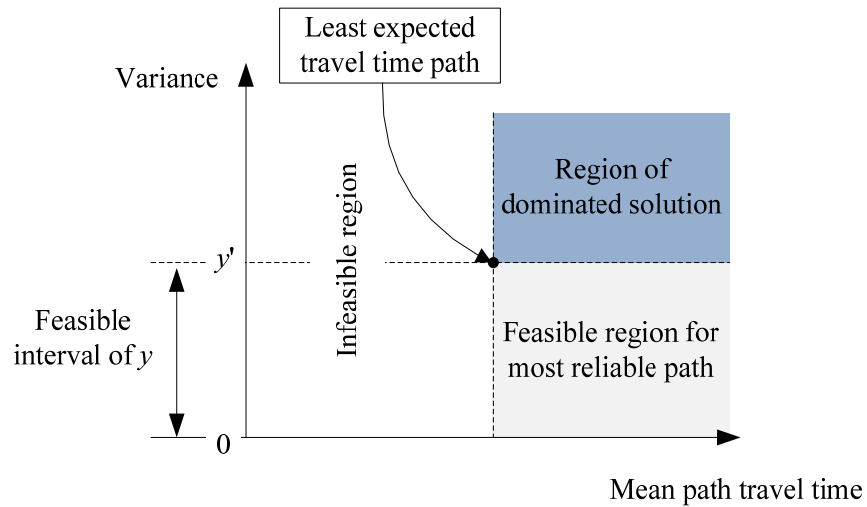 Least expected
travel time path
Variance
Region of
dominated solution
Infeasible region
y'
Feasible
interval of y
Feasible region for
most reliable path
0
Mean path travel time